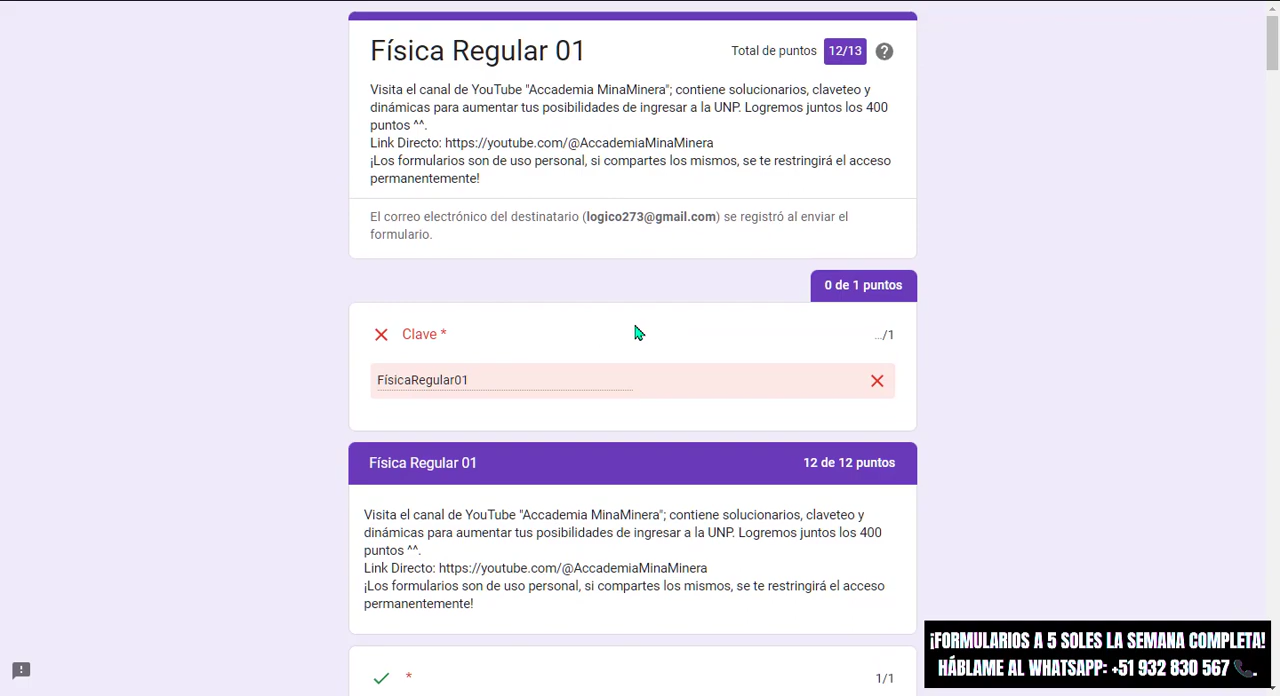 Física Regular 01
Total de puntos 12/13 ?
Visita el canal de YouTube "Accademia MinaMinera"; contiene solucionarios, claveteo y
dinámicas para aumentar tus posibilidades de ingresar a la UNP. Logremos juntos los 400
puntos ^^.
Link Directo: https://youtube.com/@AccademiaMinaMinera
¡Los formularios son de uso personal, si compartes los mismos, se te restringirá el acceso
permanentemente!
El correo electrónico del destinatario (logico273@gmail.com) se registró al enviar el
formulario.
0 de 1 puntos
Clave *
.../1
FísicaRegular01
Física Regular 01
12 de 12 puntos
Visita el canal de YouTube "Accademia MinaMinera"; contiene solucionarios, claveteo y
dinámicas para aumentar tus posibilidades de ingresar a la UNP. Logremos juntos los 400
puntos ^^.
Link Directo: https://youtube.com/@AccademiaMinaMinera
¡Los formularios son de uso personal, si compartes los mismos, se te restringirá el acceso
permanentemente!
* 1/1
¡FORMULARIOS A 5 SOLES LA SEMANA COMPLETA!
HÁBLAME AL WHATSAPP: +51 932 830 567 📞.